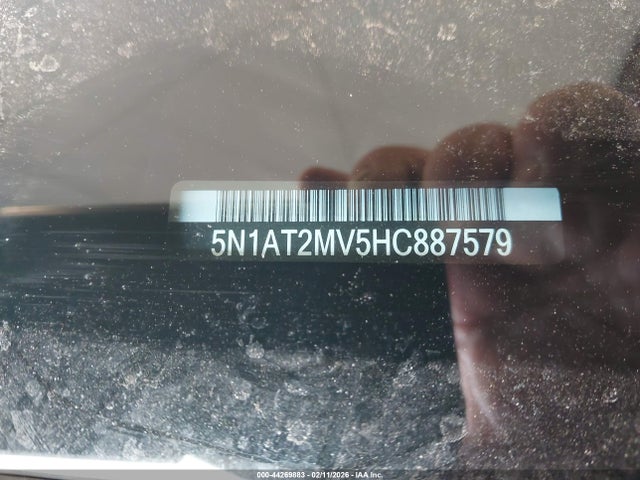 5N1AT2MV5HC887579
000-44269883 - 02/11/2026 - IAA Inc.